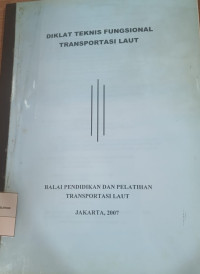 DIKLAT TEKNIS FUNGSIONAL
TRANSPORTASI LAUT
BALAI PENDIDIKAN DAN PELATIHAN
TRANSPORTASI LAUT
JAKARTA, 2007